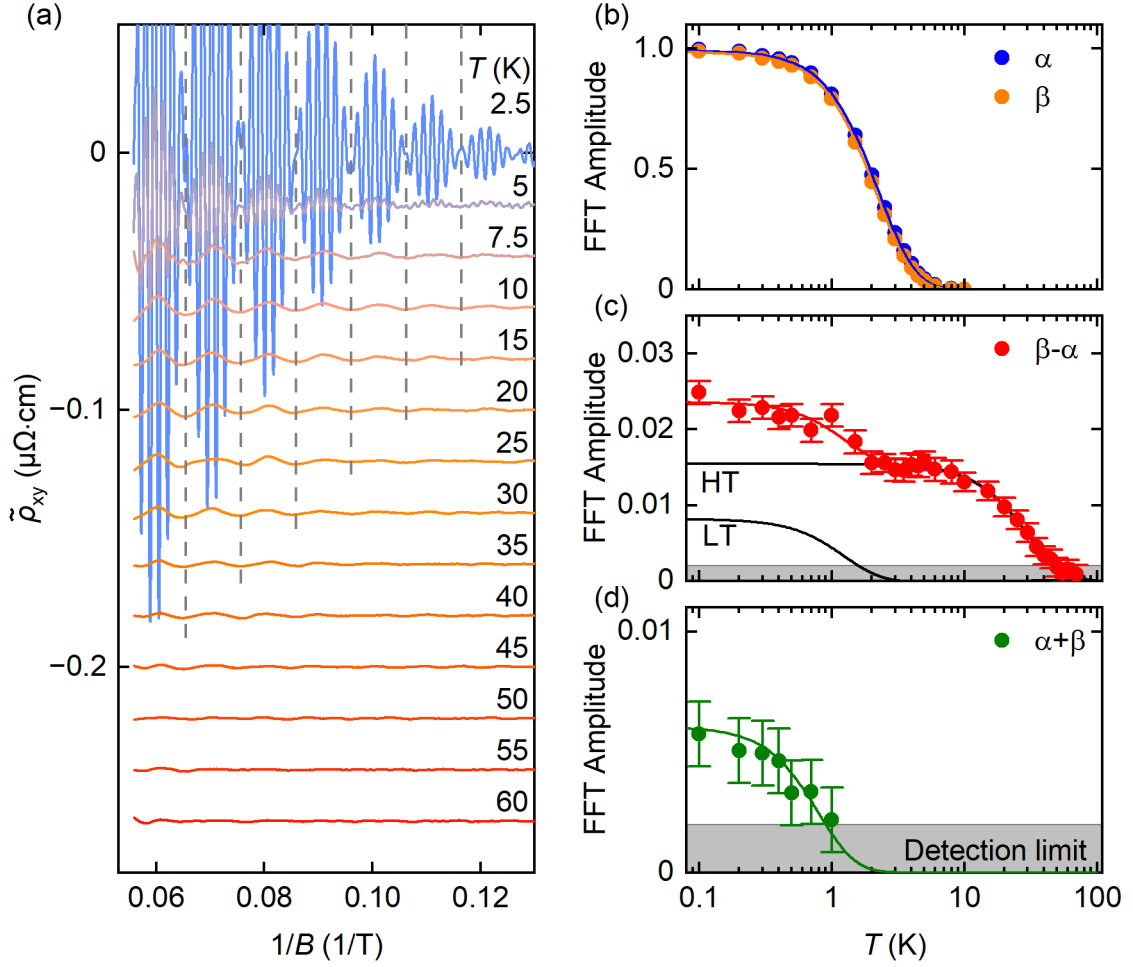 (a)
T (K)
2.5
5
7.5
10
15
20
25
30
35
40
45
50
55
60
0
−0.1
−0.2
ρ̃xy (μΩ·cm)
0.06
0.08
0.10
0.12
1/B (1/T)
(b)
α
β
1.0
0.5
0
FFT Amplitude
(c)
β-α
0.03
0.02
0.01
0
FFT Amplitude
HT
LT
(d)
α+β
0.01
0
FFT Amplitude
Detection limit
0.1
1
10
100
T (K)